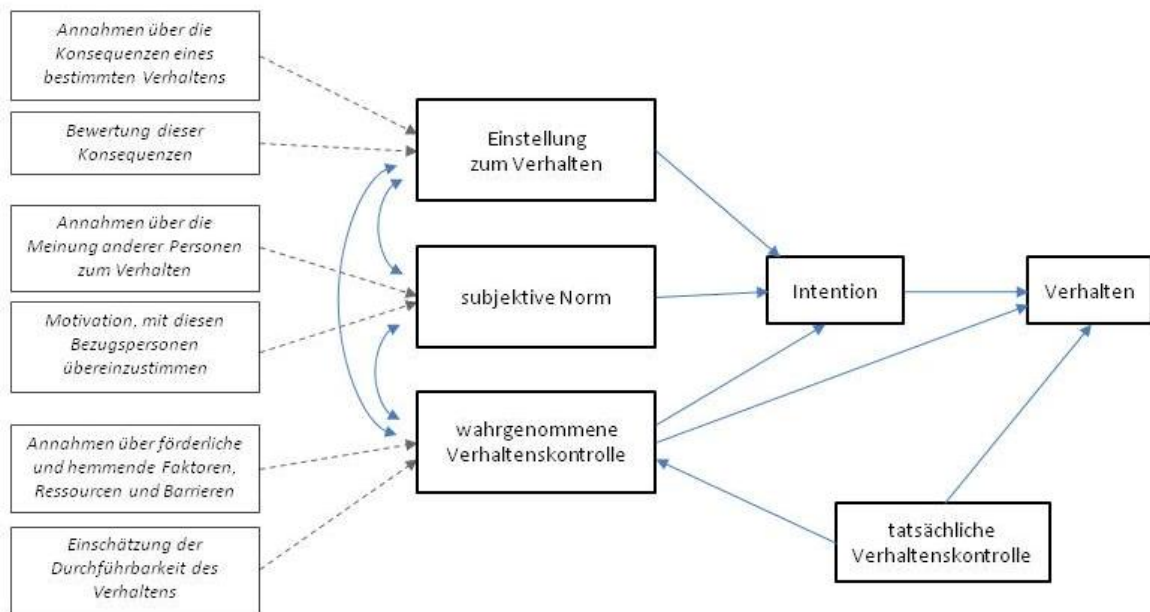 Annahmen über die
Konsequenzen eines
bestimmten Verhaltens
Bewertung dieser
Konsequenzen
Annahmen über die
Meinung anderer Personen
zum Verhalten
Motivation, mit diesen
Bezugspersonen
übereinzustimmen
Annahmen über förderliche
und hemmende Faktoren,
Ressourcen und Barrieren
Einschätzung der
Durchführbarkeit des
Verhaltens
Einstellung
zum Verhalten
subjektive Norm
wahrgenommene
Verhaltenskontrolle
Intention
Verhalten
tatsächliche
Verhaltenskontrolle